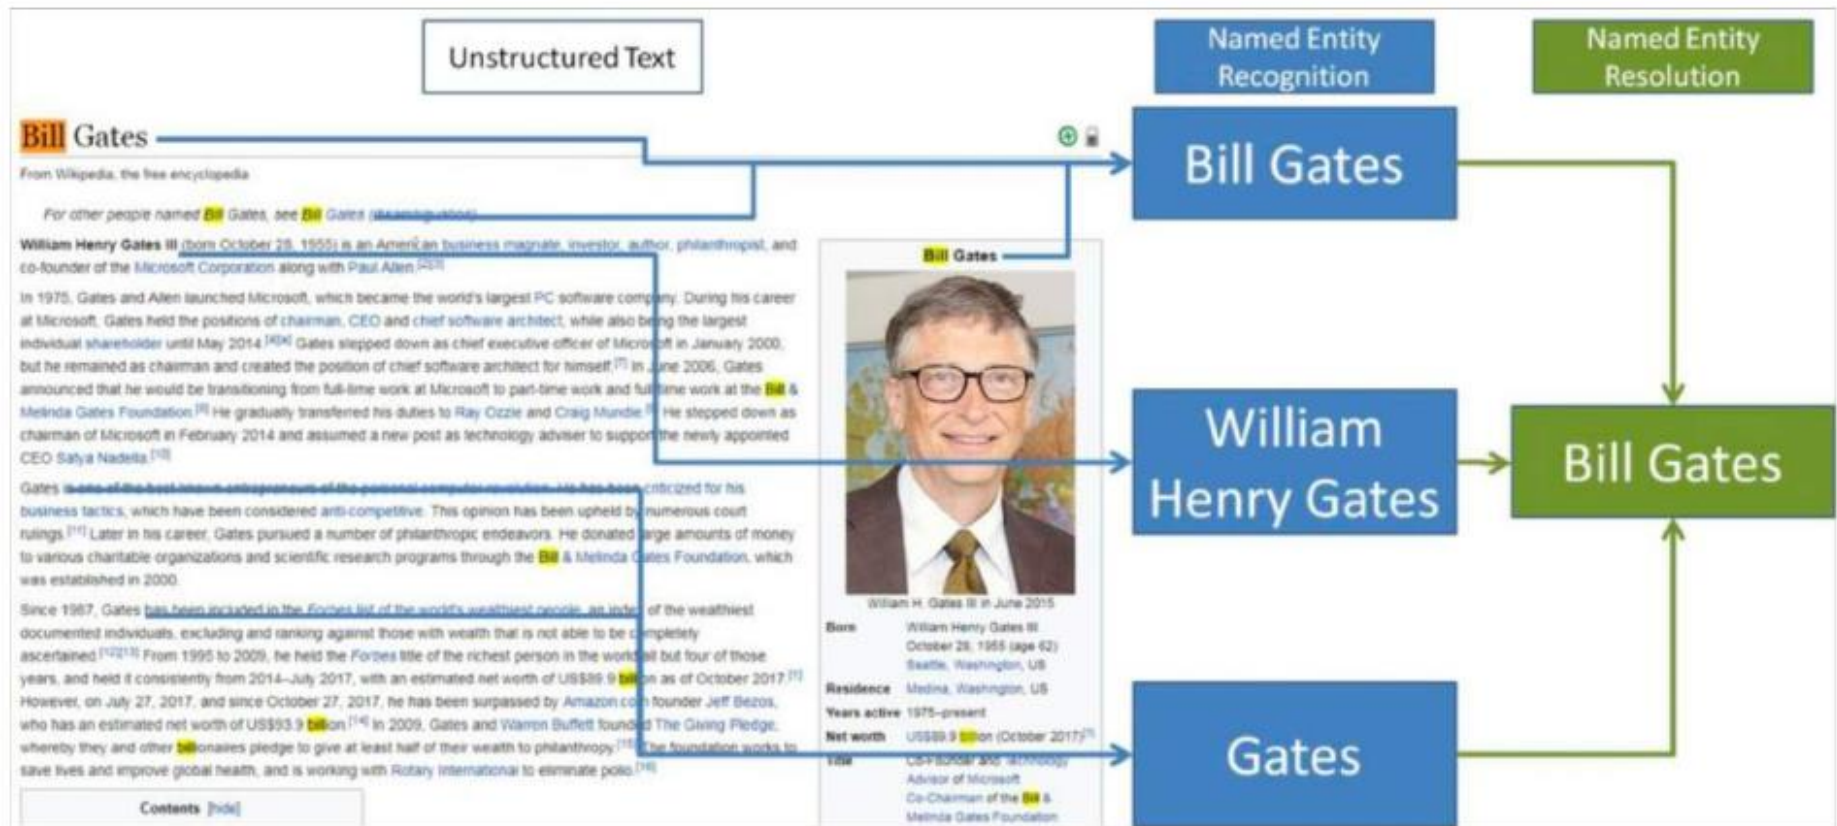 Unstructured Text
Named Entity
Recognition
Named Entity
Resolution
Bill Gates
From Wikipedia, the free encyclopedia
For other people named Bill Gates, see Bill Gates
William Henry Gates III (born October 28, 1955) is an American business magnate, investor, author, philanthropist, and
co-founder of the Microsoft Corporation along with Paul Allen.[2][3]
In 1975, Gates and Allen launched Microsoft, which became the world's largest PC software company. During his career
at Microsoft, Gates held the positions of chairman, CEO and chief software architect, while also being the largest
individual shareholder until May 2014. Gates stepped down as chief executive officer of Microsoft in January 2000,
but he remained as chairman and created the position of chief software architect for himself.[7] In June 2006, Gates
announced that he would be transitioning from full-time work at Microsoft to part-time work and full-time work at the Bill &
Melinda Gates Foundation.[8] He gradually transferred his duties to Ray Ozzie and Craig Mundie. He stepped down as
chairman of Microsoft in February 2014 and assumed a new post as technology adviser to support the newly appointed
CEO Satya Nadella.[10]
Gates is one of the best-known entrepreneurs of the personal computer revolution. He has been criticized for his
business tactics, which have been considered anti-competitive. This opinion has been upheld by numerous court
rulings.[11] Later in his career, Gates pursued a number of philanthropic endeavors. He donated large amounts of money
to various charitable organizations and scientific research programs through the Bill & Melinda Gates Foundation, which
was established in 2000.
Since 1987, Gates has been included in the Forbes list of the world's wealthiest people, an index of the wealthiest
documented individuals, excluding and ranking against those with wealth that is not able to be completely
ascertained.[12][13] From 1995 to 2009, he held the Forbes title of the richest person in the world all but four of those
years, and held it consistently from 2014–July 2017, with an estimated net worth of US$89.9 billion as of October 2017.[1]
However, on July 27, 2017, and since October 27, 2017, he has been surpassed by Amazon.com founder Jeff Bezos,
who has an estimated net worth of US$93.9 billion.[14] In 2009, Gates and Warren Buffett founded The Giving Pledge,
whereby they and other billionaires pledge to give at least half of their wealth to philanthropy.[15] The foundation works to
save lives and improve global health, and is working with Rotary International to eliminate polio.[16]
Contents [hide]
Bill Gates
William H. Gates III in June 2015
Born William Henry Gates III
October 28, 1955 (age 62)
Seattle, Washington, US
Residence Medina, Washington, US
Years active 1975–present
Net worth US$89.9 billion (October 2017)[1]
Title Co-Founder and Technology
Advisor of Microsoft
Co-Chairman of the Bill &
Melinda Gates Foundation
Bill Gates
William
Henry Gates
Gates
Bill Gates